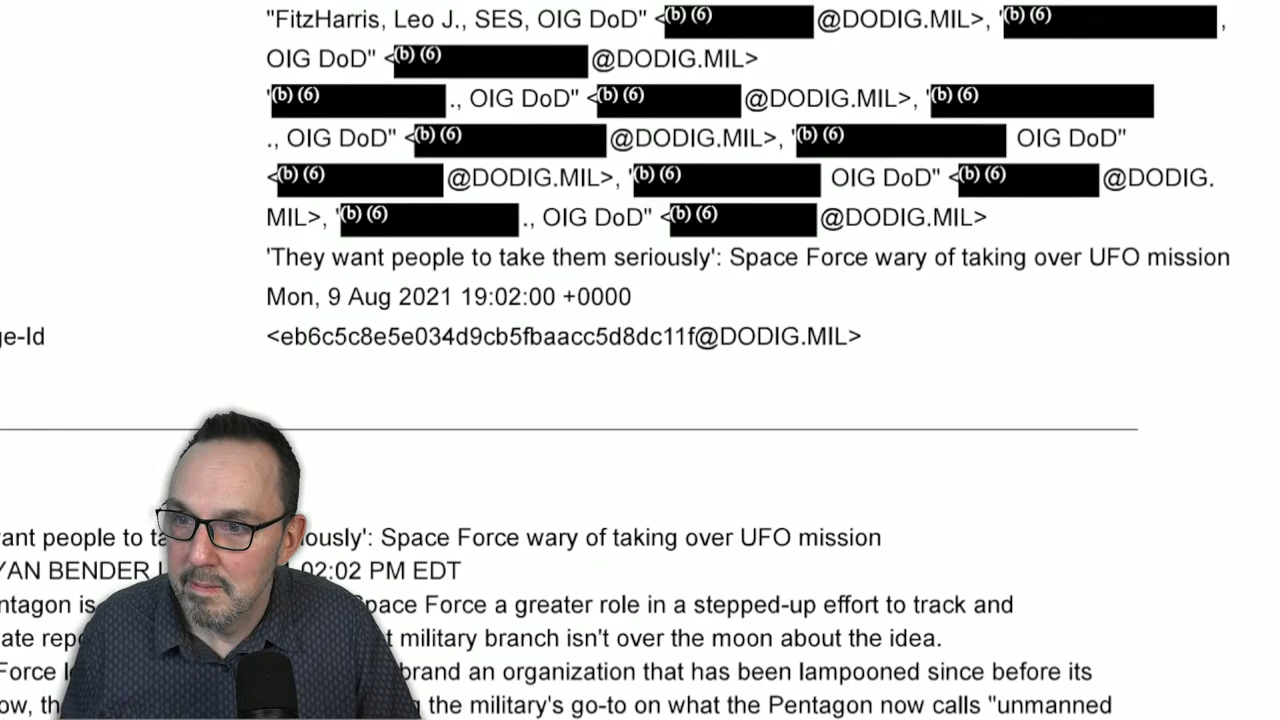 "FitzHarris, Leo J., SES, OIG DoD" <(b) (6) @DODIG.MIL>, '(b) (6) ,
OIG DoD" <(b) (6) @DODIG.MIL>
'(b) (6) ., OIG DoD" <(b) (6) @DODIG.MIL>, '(b) (6)
., OIG DoD" <(b) (6) @DODIG.MIL>, '(b) (6) OIG DoD"
<(b) (6) @DODIG.MIL>, '(b) (6) OIG DoD" <(b) (6) @DODIG.
MIL>, '(b) (6) ., OIG DoD" <(b) (6) @DODIG.MIL>
'They want people to take them seriously': Space Force wary of taking over UFO mission
Mon, 9 Aug 2021 19:02:00 +0000
ge-Id <eb6c5c8e5e034d9cb5fbaacc5d8dc11f@DODIG.MIL>
ant people to ta ously': Space Force wary of taking over UFO mission
YAN BENDER 02:02 PM EDT
ntagon is Space Force a greater role in a stepped-up effort to track and
ate repo t military branch isn't over the moon about the idea.
Force brand an organization that has been lampooned since before its
ow, th g the military's go-to on what the Pentagon now calls "unmanned